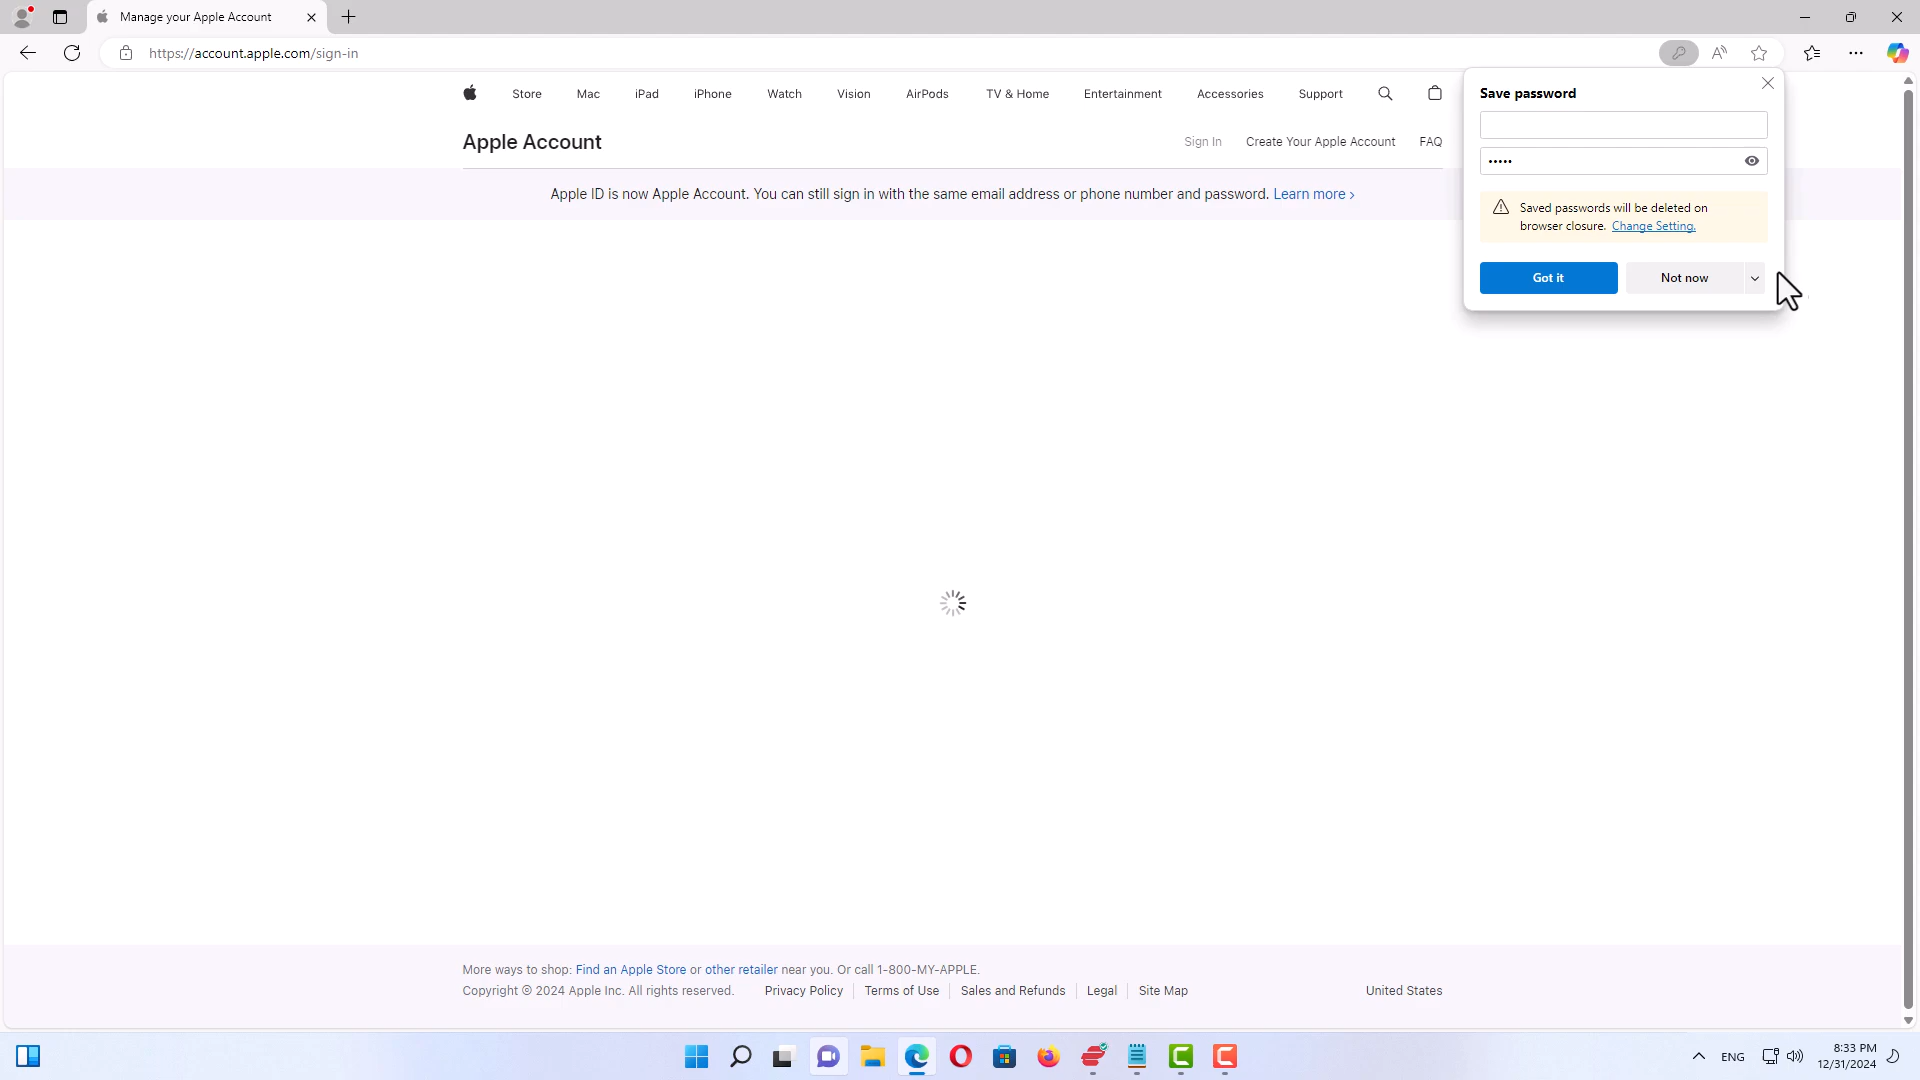 Manage your Apple Account
https://account.apple.com/sign-in
Store Mac iPad iPhone Watch Vision AirPods TV & Home Entertainment Accessories Support
Apple Account
Sign In Create Your Apple Account FAQ
Apple ID is now Apple Account. You can still sign in with the same email address or phone number and password. Learn more >
Save password
•••••
Saved passwords will be deleted on
browser closure. Change Setting.
Got it Not now
More ways to shop: Find an Apple Store or other retailer near you. Or call 1-800-MY-APPLE.
Copyright © 2024 Apple Inc. All rights reserved. Privacy Policy Terms of Use Sales and Refunds Legal Site Map United States
ENG
8:33 PM
12/31/2024